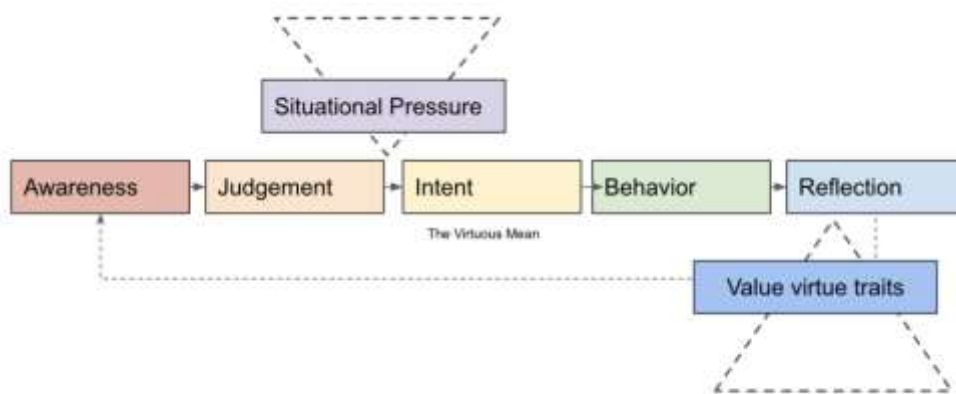 Situational Pressure
Awareness
Judgement
Intent
Behavior
Reflection
The Virtuous Mean
Value virtue traits